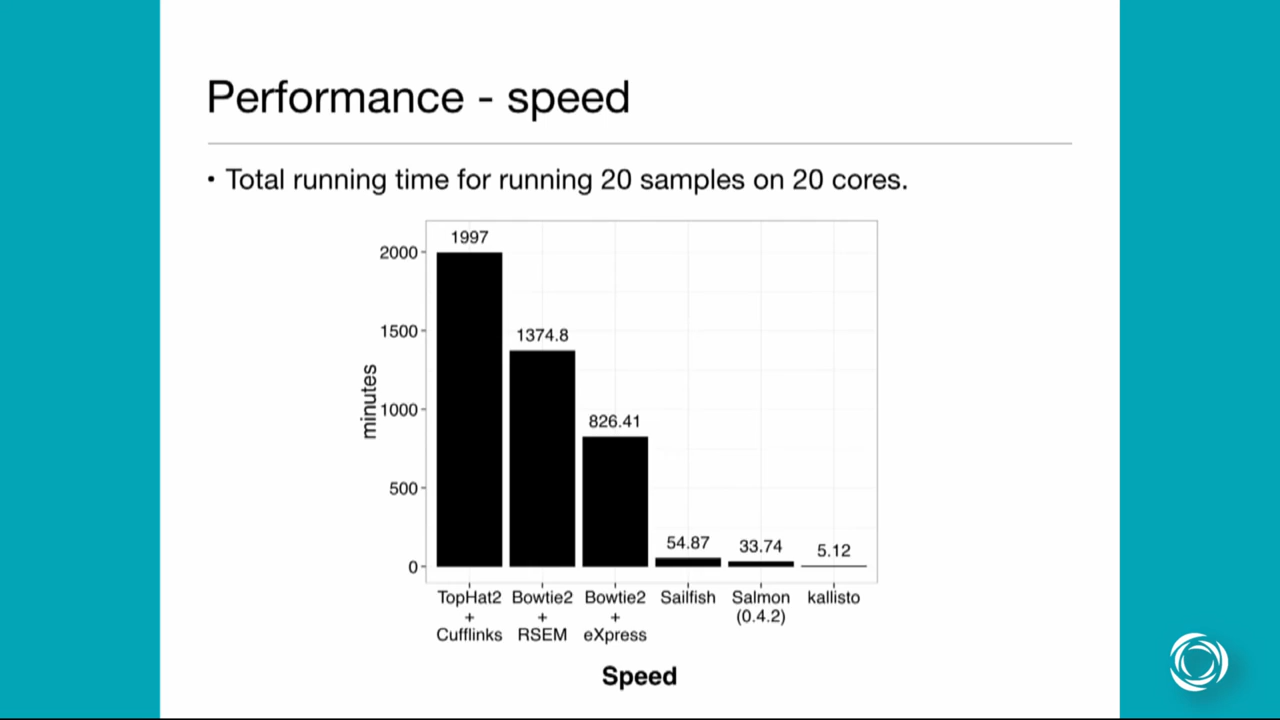 Performance - speed
• Total running time for running 20 samples on 20 cores.
1997
2000
1374.8
1500
826.41
1000
minutes
500
54.87
33.74
5.12
0
TopHat2 Bowtie2 Bowtie2 Sailfish Salmon kallisto
+ + + (0.4.2)
Cufflinks RSEM eXpress
Speed